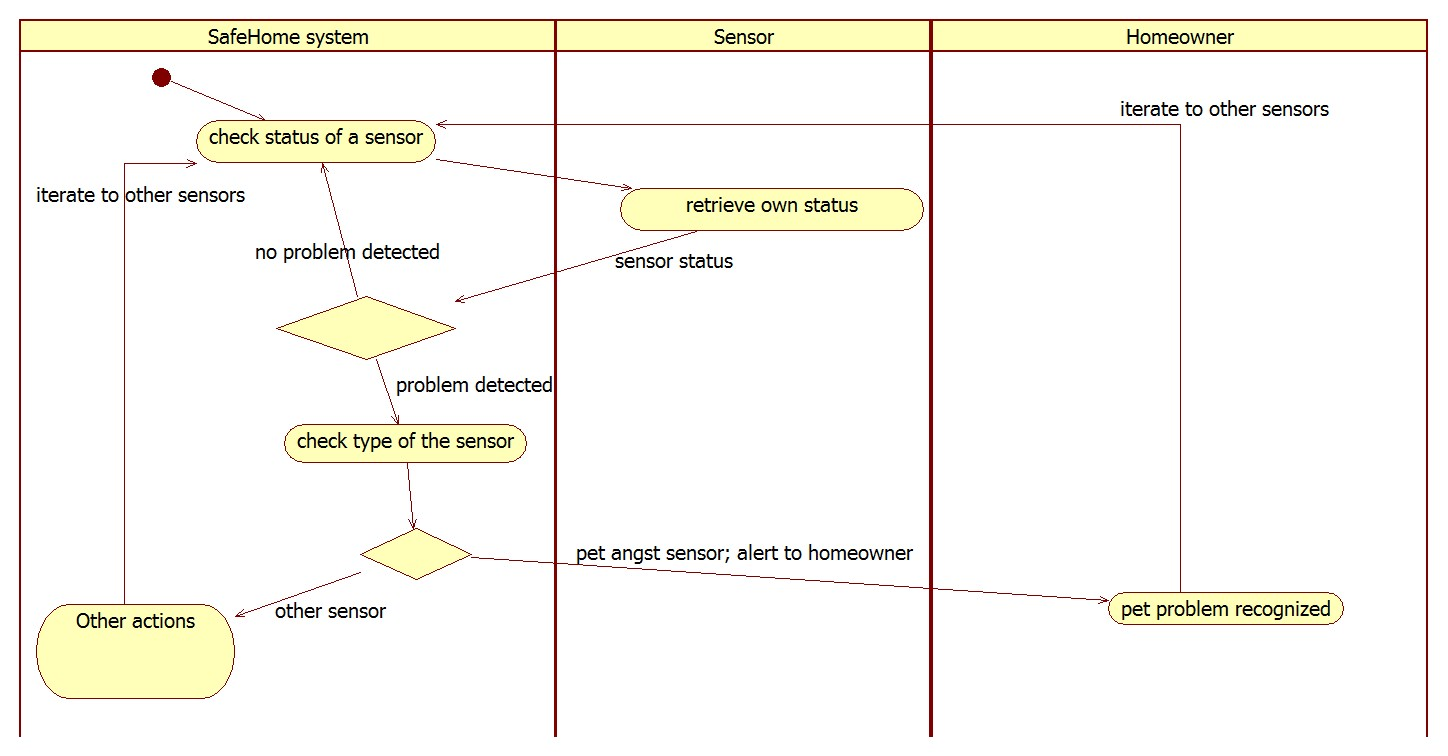 SafeHome system
Sensor
Homeowner
iterate to other sensors
check status of a sensor
iterate to other sensors
retrieve own status
no problem detected
sensor status
problem detected
check type of the sensor
pet angst sensor; alert to homeowner
other sensor
pet problem recognized
Other actions